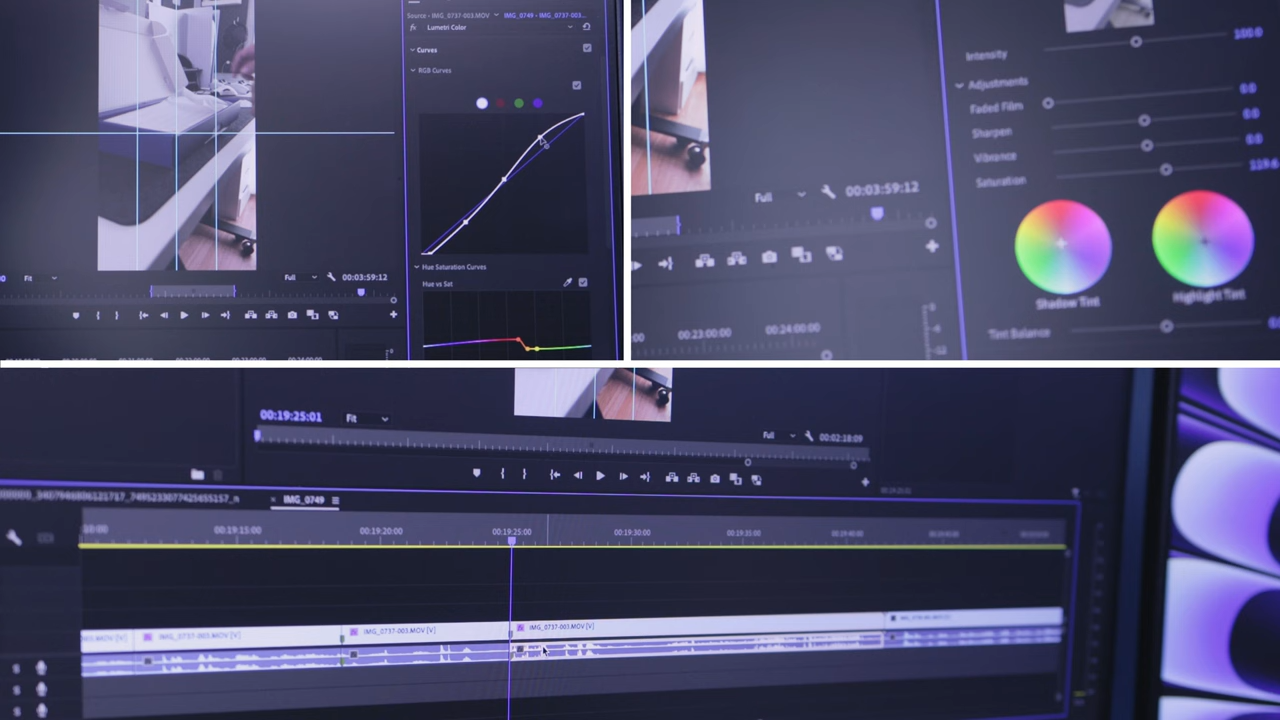 Source - IMG_0737-003.MOV IMG_0749 - IMG_0737-003...
fx Lumetri Color
Curves
RGB Curves
Hue Saturation Curves
Hue vs Sat
Fit Full 00:03:59:12
Intensity 100.0
Adjustments
Faded Film 0.0
Sharpen 0.0
Vibrance 0.0
Saturation
Shadow Tint Highlight Tint
Tint Balance
Full 00:03:59:12
00:23:00:00 00:24:00:00
00:19:25:01 Fit
Full 00:02:18:09
IMG_0749
00:19:15:00 00:19:20:00 00:19:25:00 00:19:30:00 00:19:35:00 00:19:40:00
IMG_0737-003.MOV [V] IMG_0737-003.MOV [V] IMG_0737-003.MOV [V]
S
S
S